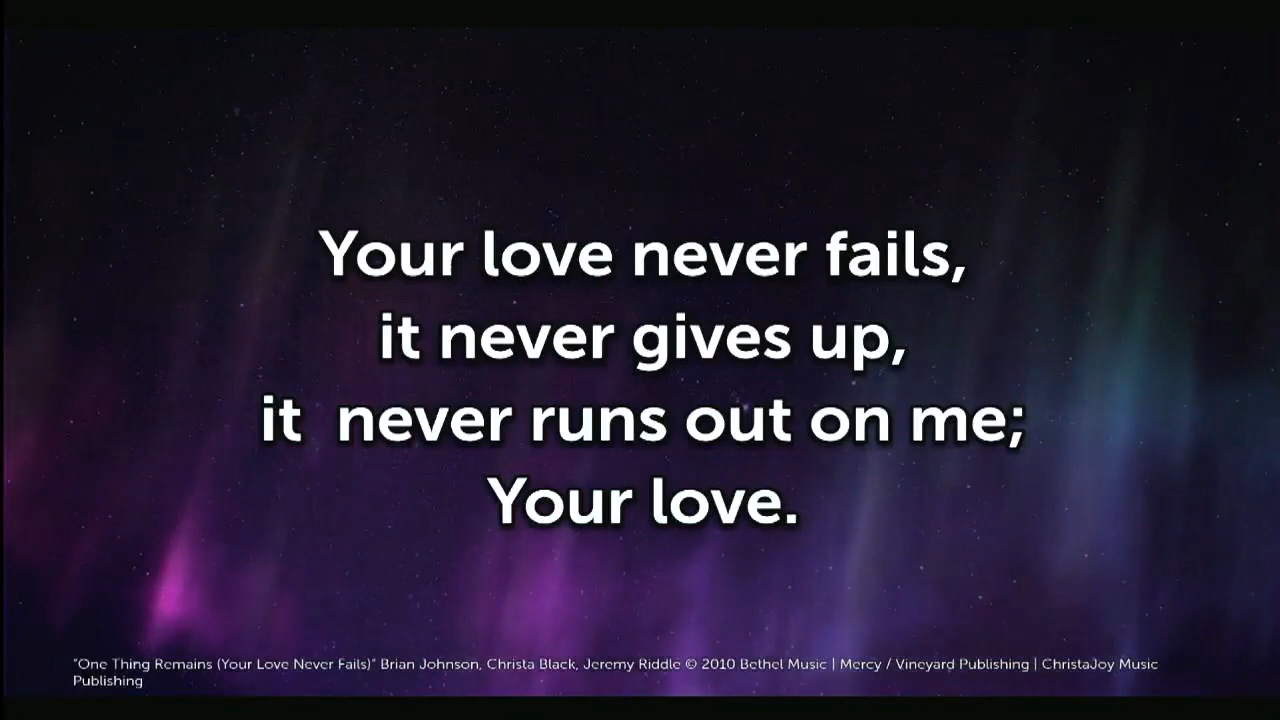 Your love never fails,
it never gives up,
it  never runs out on me;
Your love.
"One Thing Remains (Your Love Never Fails)" Brian Johnson, Christa Black, Jeremy Riddle © 2010 Bethel Music | Mercy / Vineyard Publishing | ChristaJoy Music
Publishing